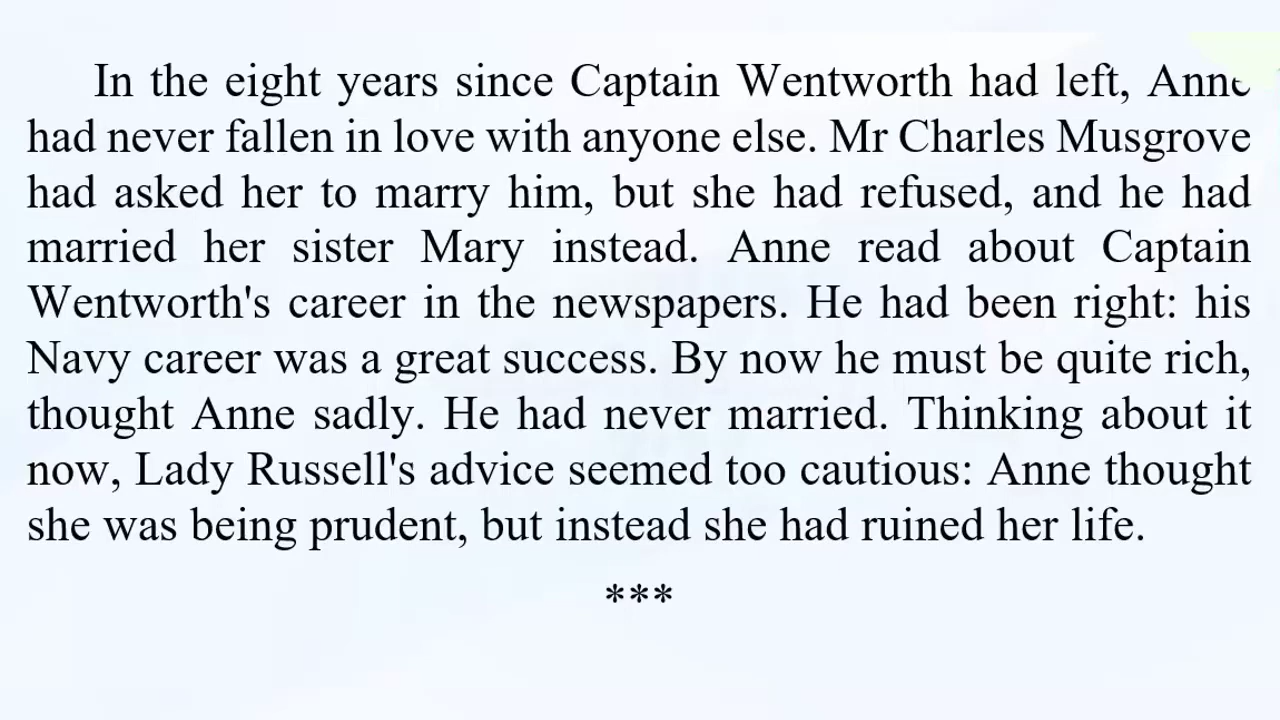 In the eight years since Captain Wentworth had left, Anne
had never fallen in love with anyone else. Mr Charles Musgrove
had asked her to marry him, but she had refused, and he had
married her sister Mary instead. Anne read about Captain
Wentworth's career in the newspapers. He had been right: his
Navy career was a great success. By now he must be quite rich,
thought Anne sadly. He had never married. Thinking about it
now, Lady Russell's advice seemed too cautious: Anne thought
she was being prudent, but instead she had ruined her life.
***